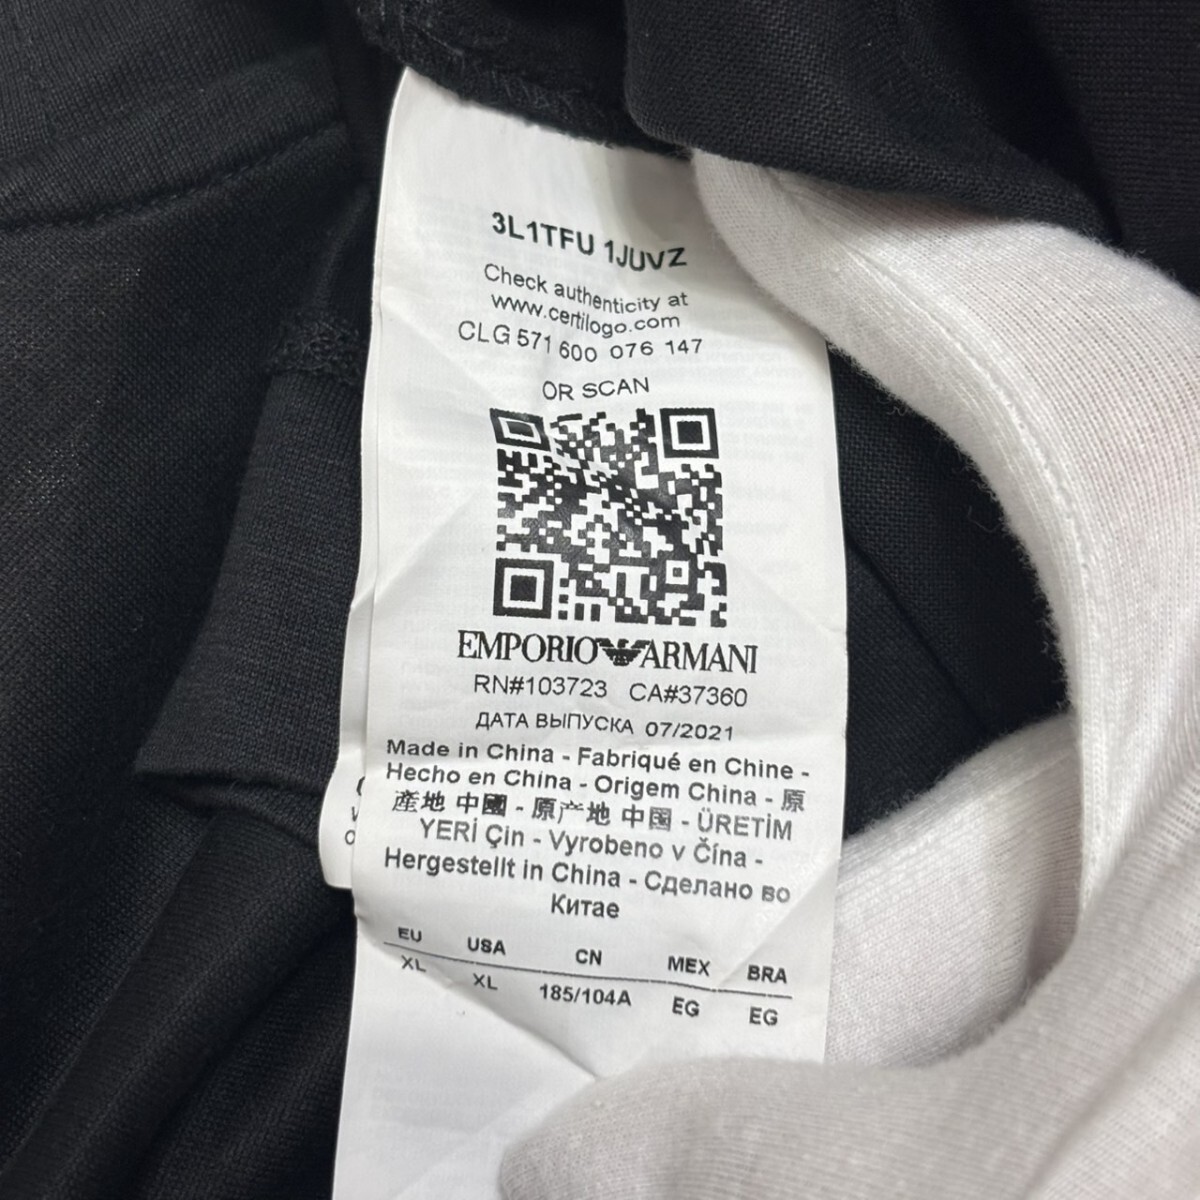 3L1TFU 1JUVZ
Check authenticity at
www.certilogo.com
CLG 571 600 076 147
OR SCAN
EMPORIO ARMANI
RN#103723 CA#37360
ДАТА ВЫПУСКА 07/2021
Made in China - Fabriqué en Chine -
Hecho en China - Origem China - 原
產地 中國 - 原产地 中国 - ÜRETİM
YERİ Çin - Vyrobeno v Čína -
Hergestellt in China - Сделано во
Китае
EU USA CN MEX BRA
XL XL 185/104A EG EG